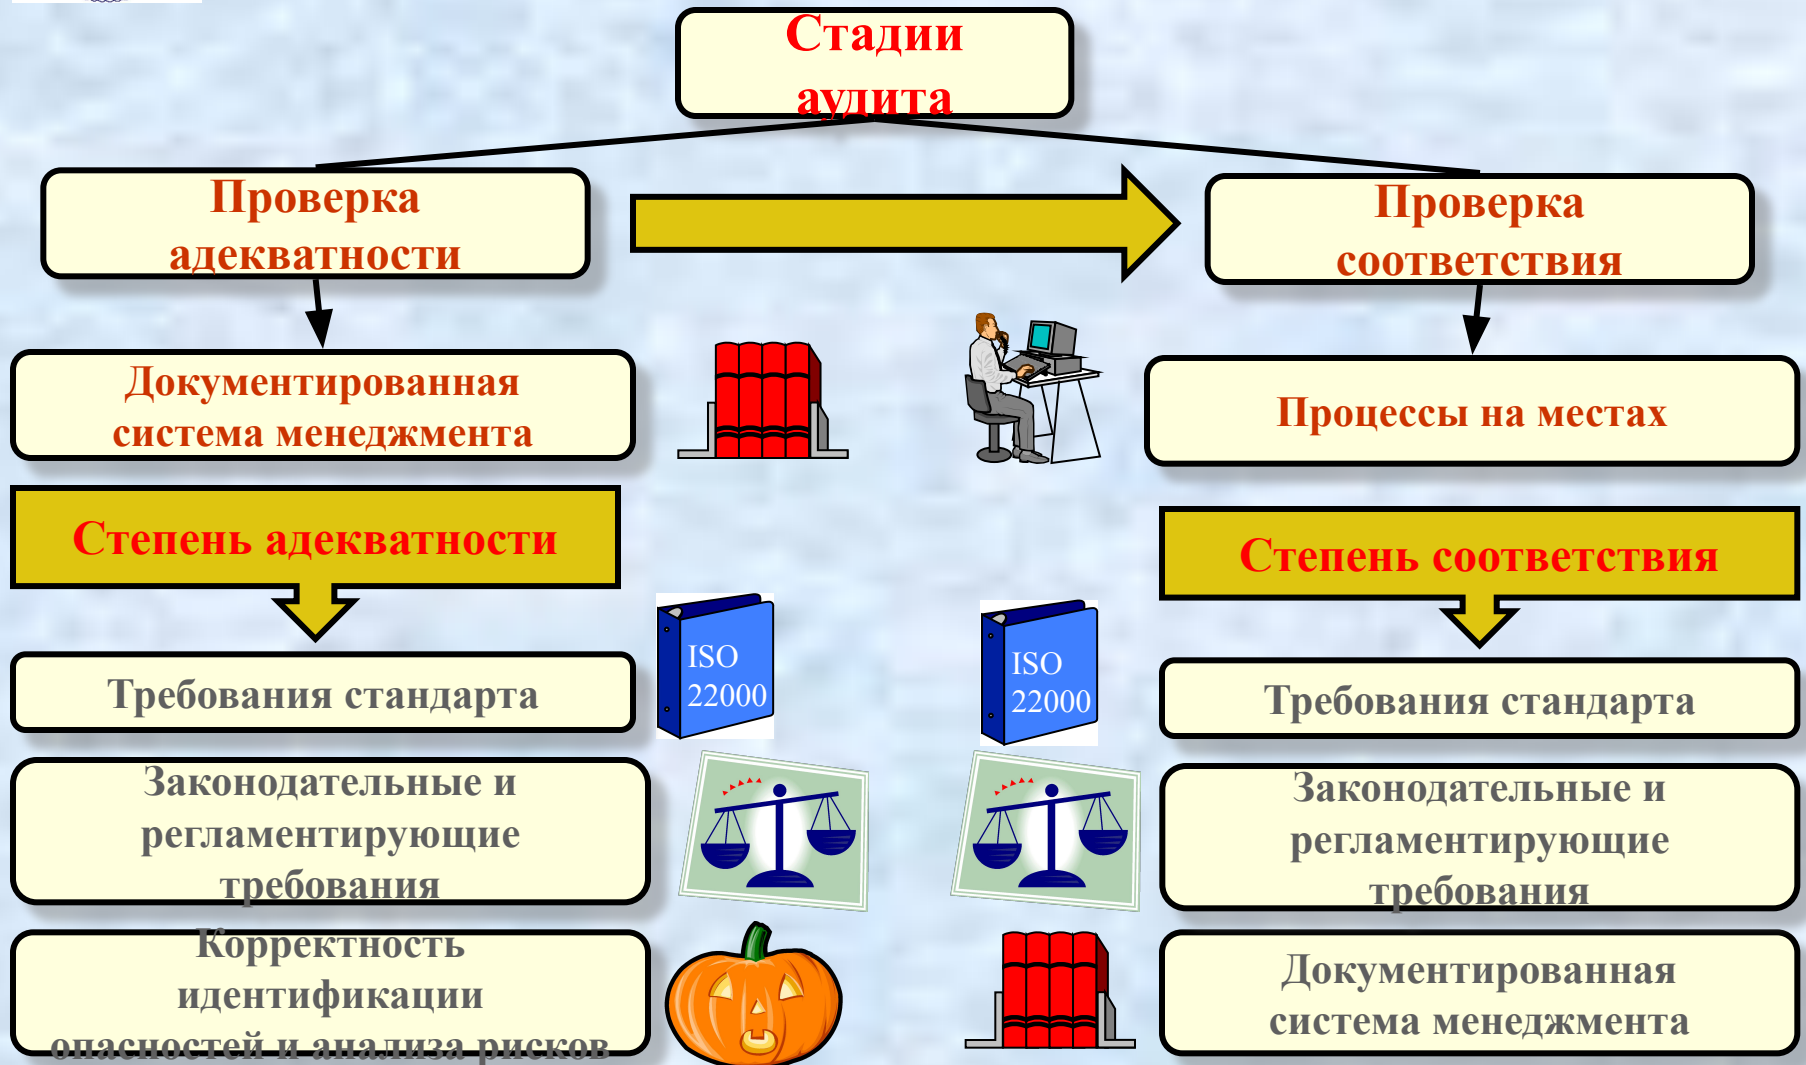 Стадии
аудита
Проверка
адекватности
Проверка
соответствия
Документированная
система менеджмента
Процессы на местах
Степень адекватности
Степень соответствия
Требования стандарта
ISO
22000
ISO
22000
Требования стандарта
Законодательные и
регламентирующие
требования
Законодательные и
регламентирующие
требования
Корректность
идентификации
опасностей и анализа рисков
Документированная
система менеджмента